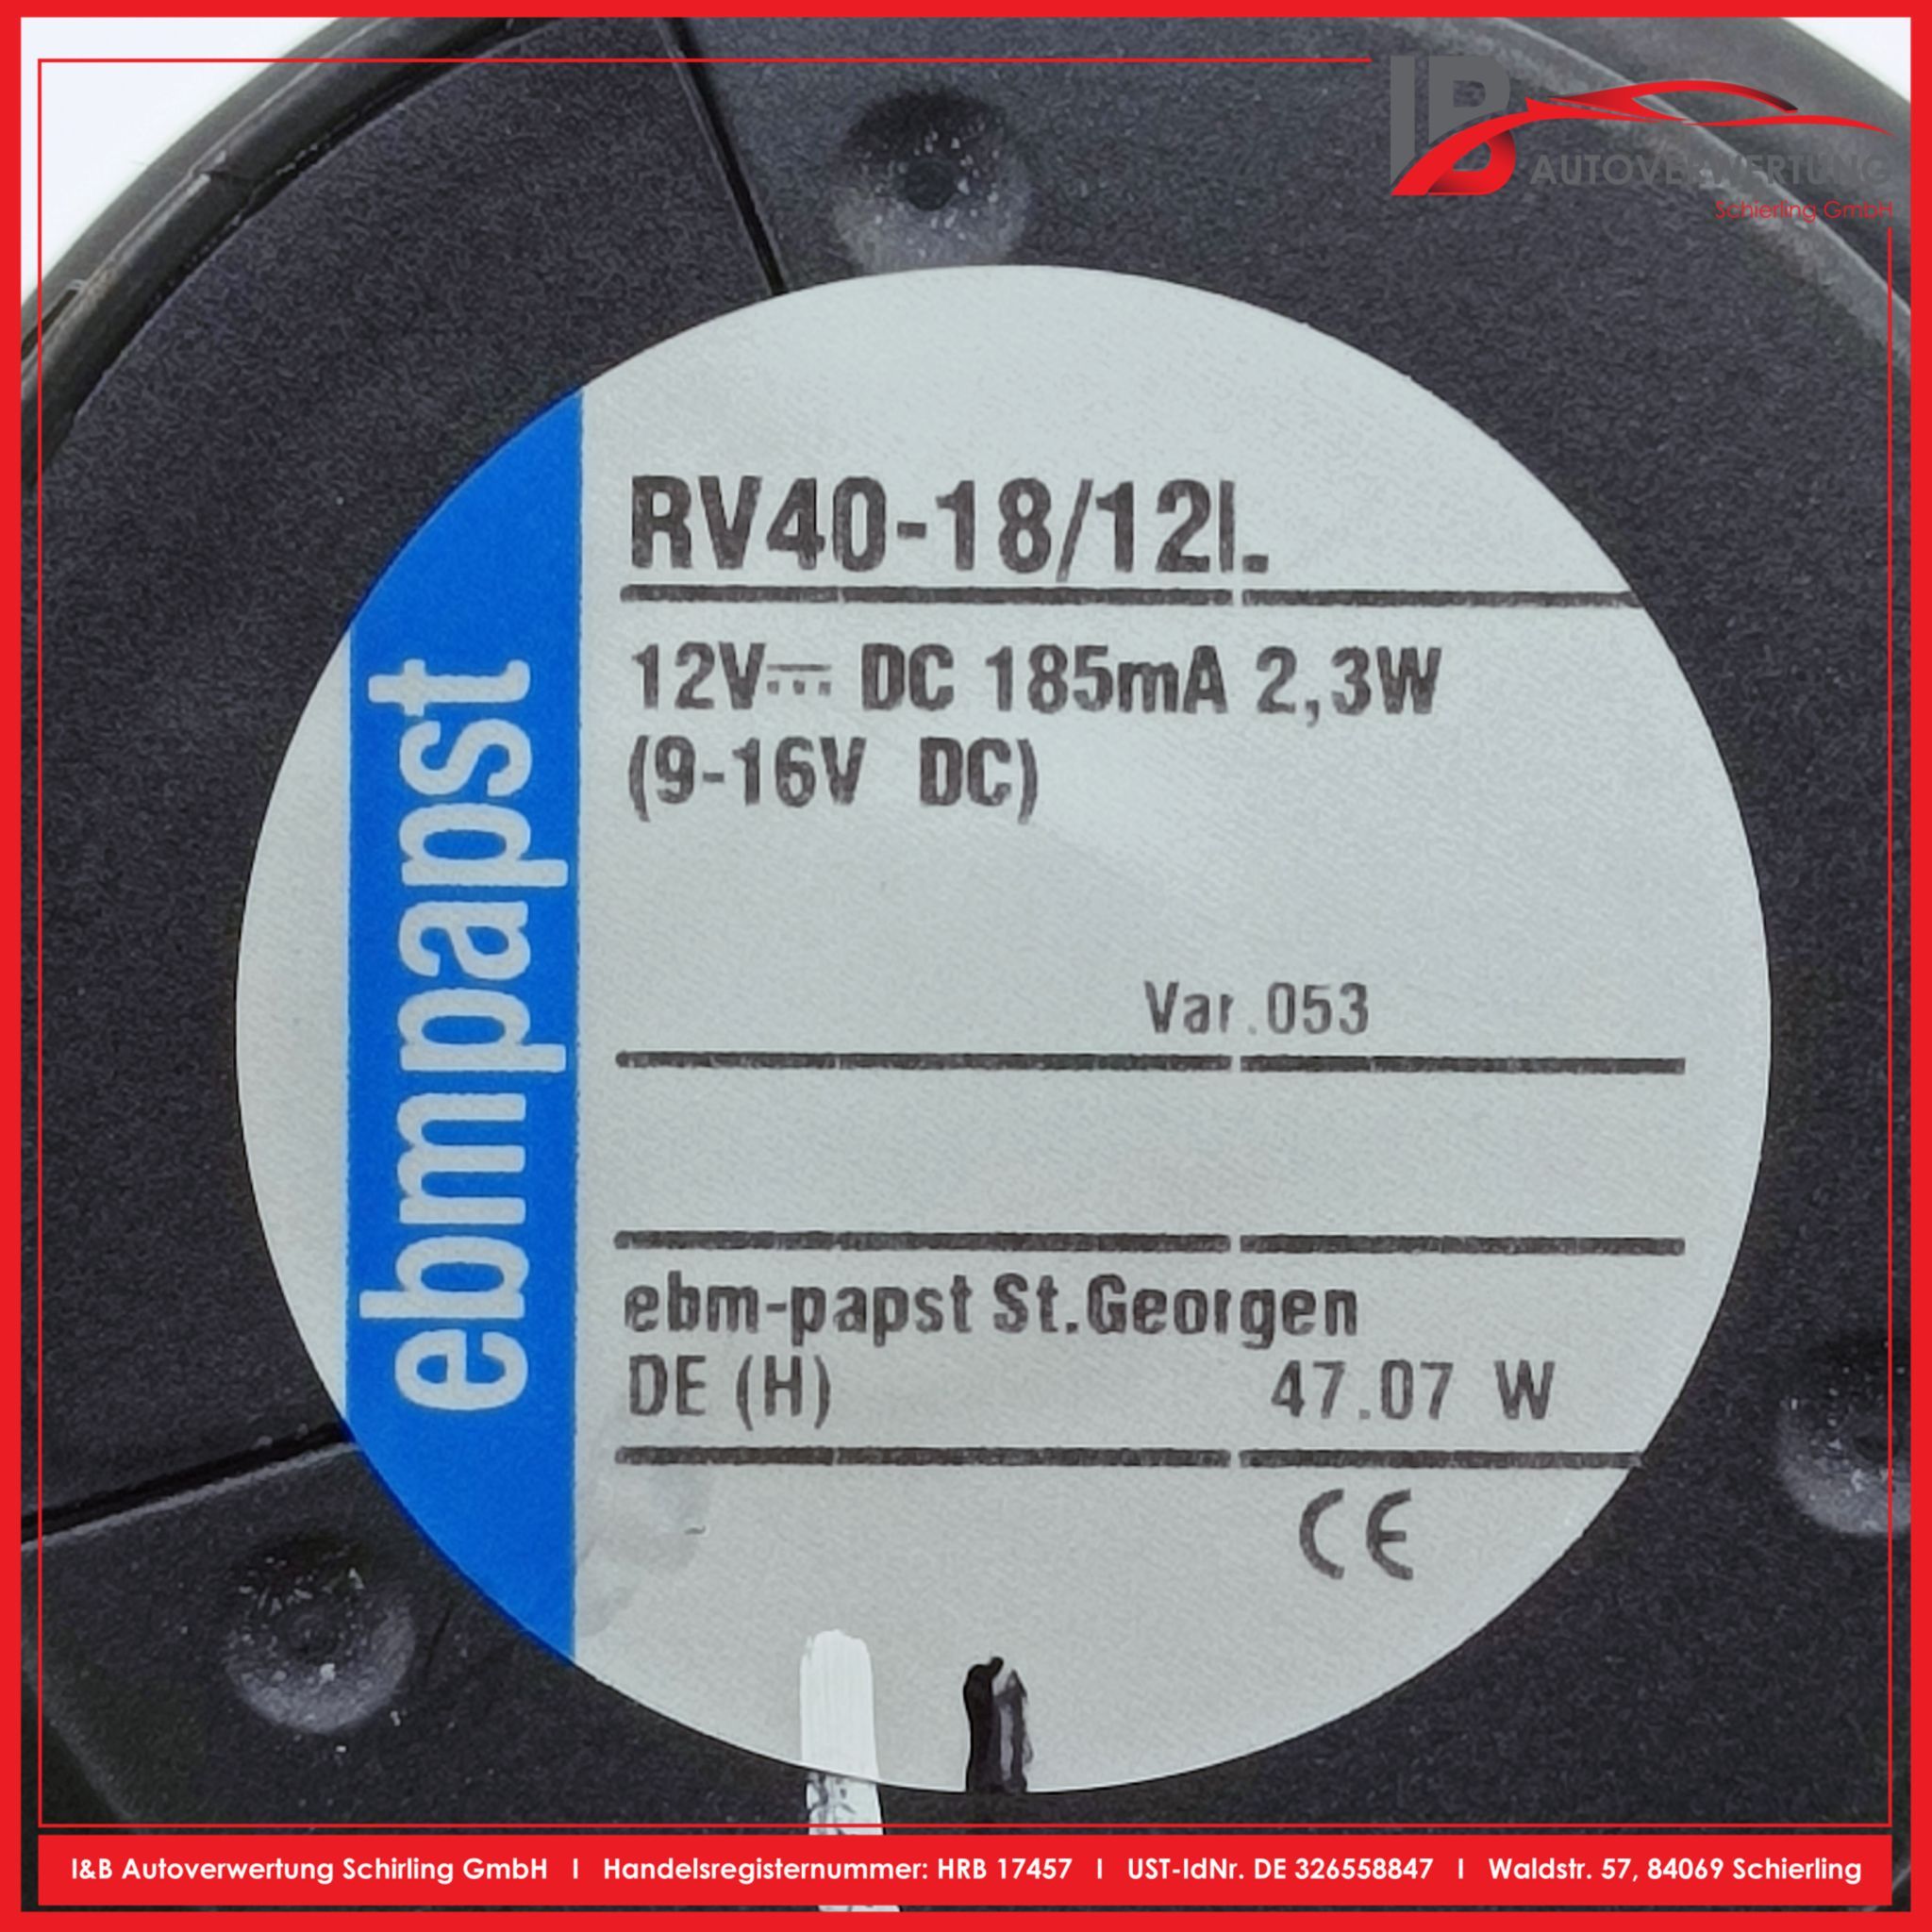 IB
AUTOVERWERTUNG
Schierling GmbH
RV40-18/12L
12V⎓ DC 185mA 2,3W
(9-16V DC)
Var.053
ebmpapst
ebm-papst St.Georgen
DE (H) 47.07 W
CE
I&B Autoverwertung Schirling GmbH I Handelsregisternummer: HRB 17457 I UST-IdNr. DE 326558847 I Waldstr. 57, 84069 Schierling